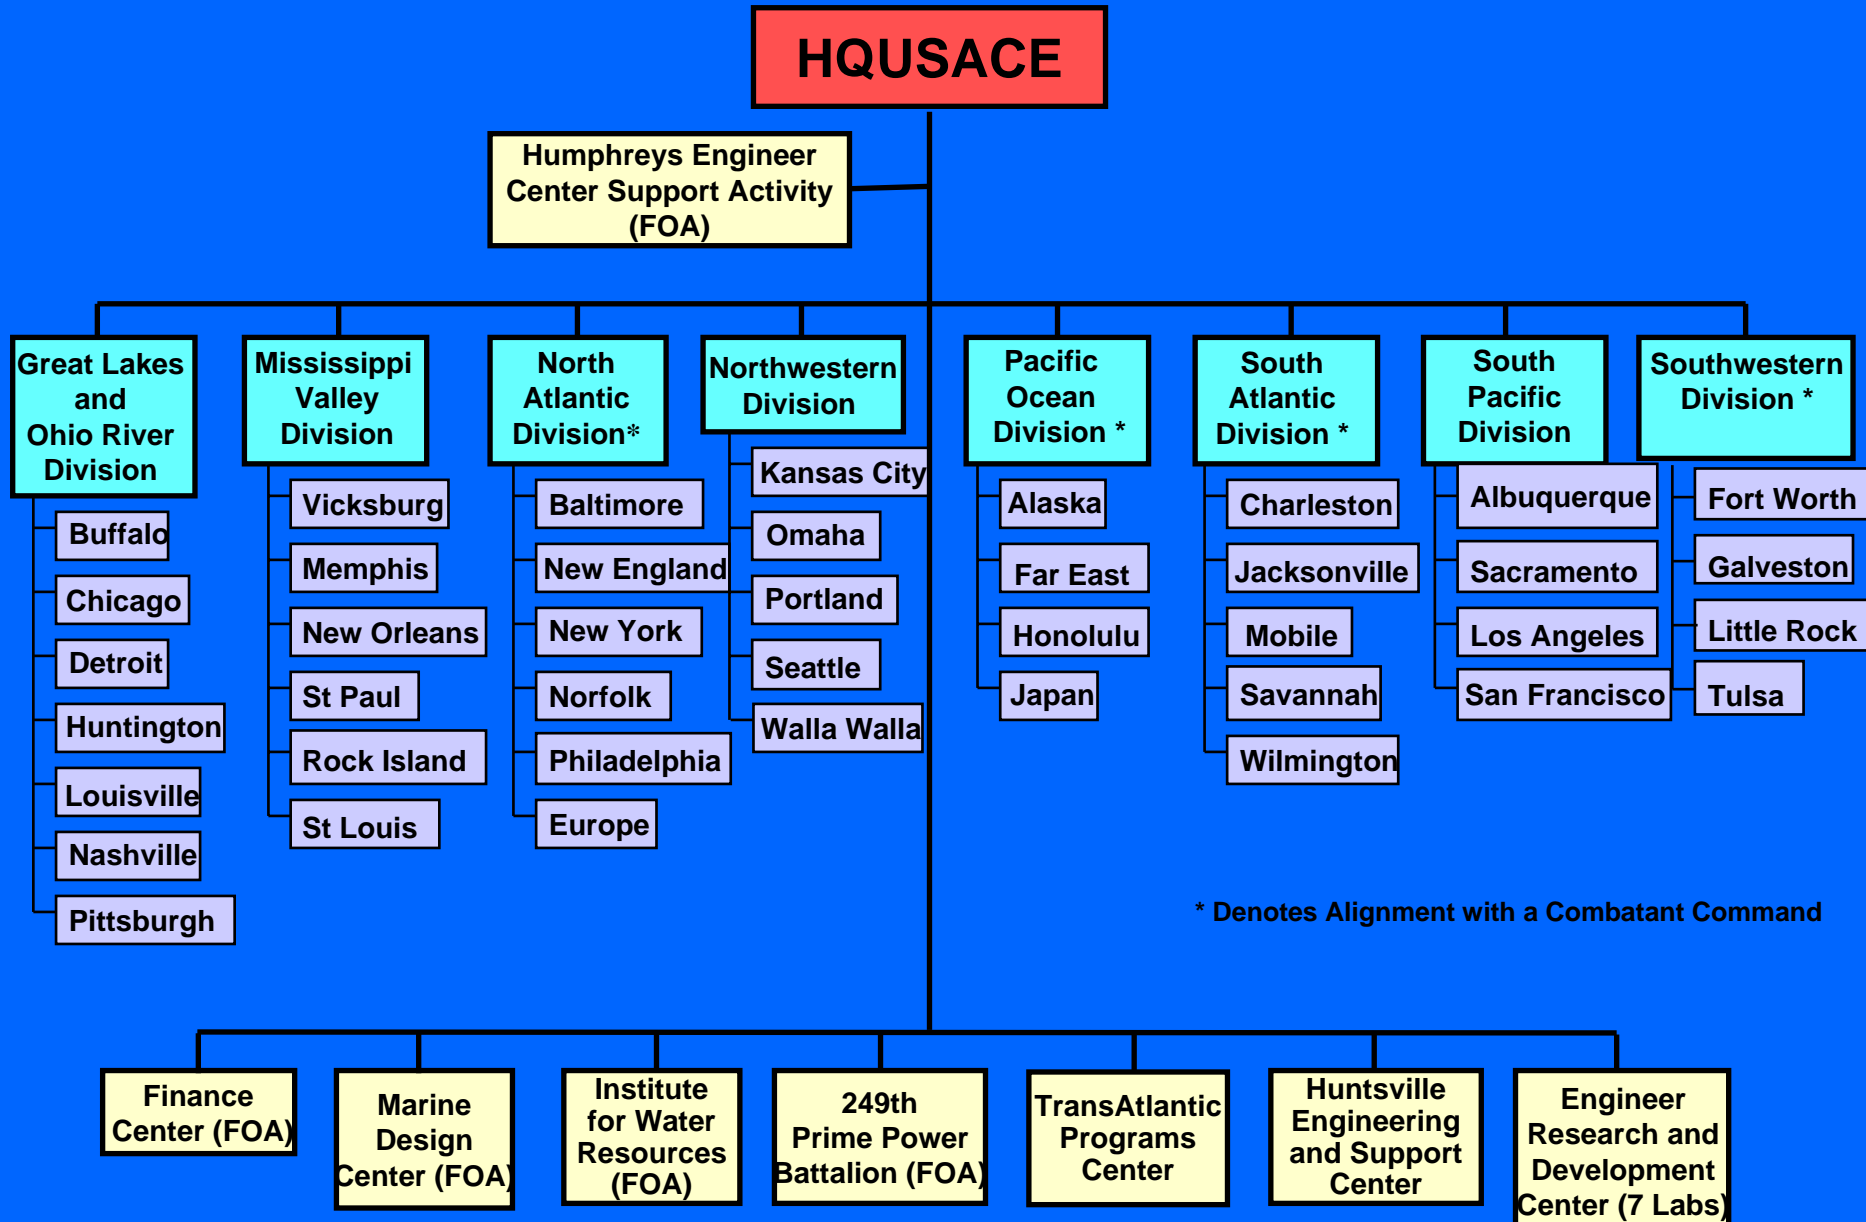 HQUSACE
Humphreys Engineer
Center Support Activity
(FOA)
Great Lakes
and
Ohio River
Division
Buffalo
Chicago
Detroit
Huntington
Louisville
Nashville
Pittsburgh
Mississippi
Valley
Division
Vicksburg
Memphis
New Orleans
St Paul
Rock Island
St Louis
North
Atlantic
Division*
Baltimore
New England
New York
Norfolk
Philadelphia
Europe
Northwestern
Division
Kansas City
Omaha
Portland
Seattle
Walla Walla
Pacific
Ocean
Division *
Alaska
Far East
Honolulu
Japan
South
Atlantic
Division *
Charleston
Jacksonville
Mobile
Savannah
Wilmington
South
Pacific
Division
Albuquerque
Sacramento
Los Angeles
San Francisco
Southwestern
Division *
Fort Worth
Galveston
Little Rock
Tulsa
* Denotes Alignment with a Combatant Command
Finance
Center (FOA)
Marine
Design
Center (FOA)
Institute
for Water
Resources
(FOA)
249th
Prime Power
Battalion (FOA)
TransAtlantic
Programs
Center
Huntsville
Engineering
and Support
Center
Engineer
Research and
Development
Center (7 Labs)